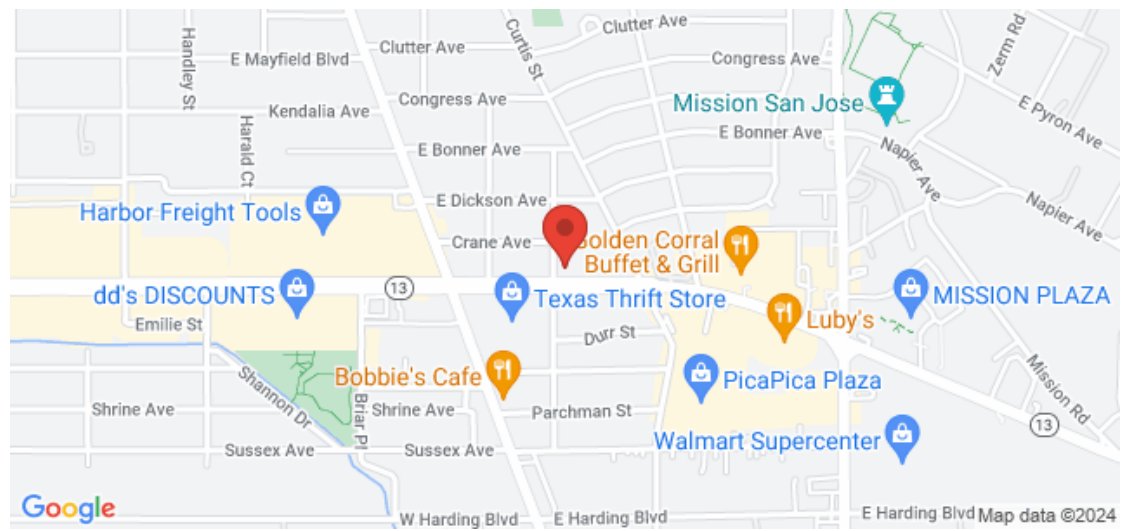 Clutter Ave
Curtis St
Handley St
E Mayfield Blvd
Clutter Ave
Congress Ave
Zerm Rd
Congress Ave
Kendalia Ave
Mission San Jose
E Pyron Ave
Harald Ct
E Bonner Ave
E Bonner Ave
Napier Ave
E Dickson Ave
Napier Ave
Harbor Freight Tools
Crane Ave
Golden Corral
Buffet & Grill
13
dd's DISCOUNTS
Texas Thrift Store
MISSION PLAZA
Emilie St
Durr St
Luby's
Bobbie's Cafe
PicaPica Plaza
Mission Rd
Shannon Dr
Briar Pl
Shrine Ave
Shrine Ave
Parchman St
13
Walmart Supercenter
Sussex Ave
Sussex Ave
Google
W Harding Blvd
E Harding Blvd
E Harding Blvd
Map data ©2024